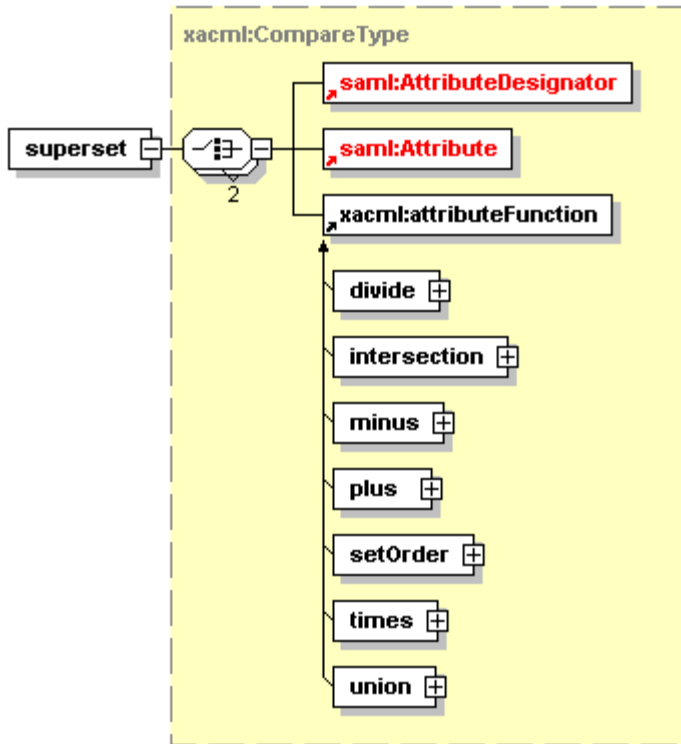 xacml:CompareType
saml:AttributeDesignator
superset
saml:Attribute
2
xacml:attributeFunction
divide
intersection
minus
plus
setOrder
times
union